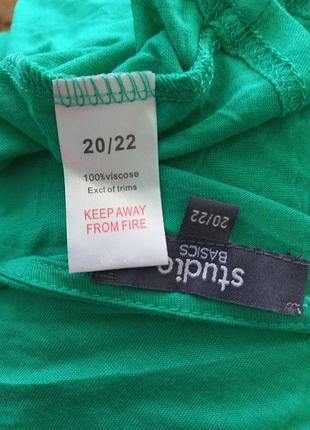 20/22
100%viscose
Excl of trims
KEEP AWAY
FROM FIRE
20/22
studio
BASICS